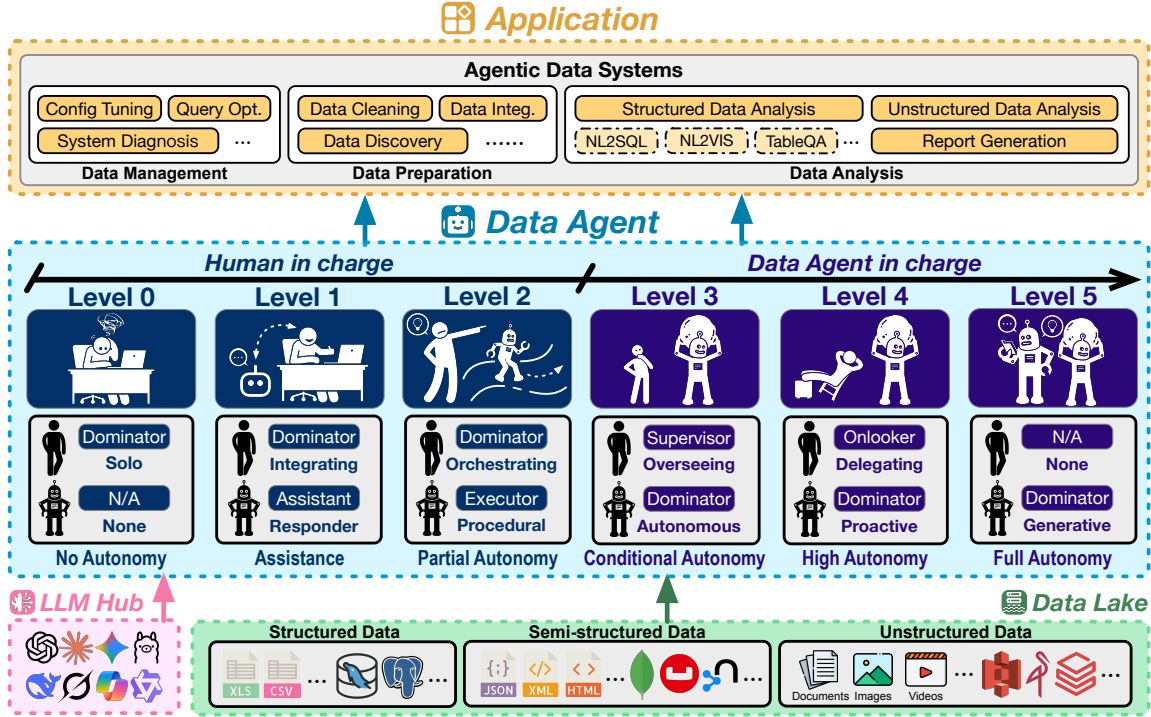 Application
Agentic Data Systems
Config Tuning
Query Opt.
System Diagnosis
...
Data Management
Data Cleaning
Data Integ.
Data Discovery
......
Data Preparation
Structured Data Analysis
Unstructured Data Analysis
NL2SQL
NL2VIS
TableQA
...
Report Generation
Data Analysis
Data Agent
Human in charge
Data Agent in charge
Level 0
Level 1
Level 2
Level 3
Level 4
Level 5
Dominator
Solo
N/A
None
No Autonomy
Dominator
Integrating
Assistant
Responder
Assistance
Dominator
Orchestrating
Executor
Procedural
Partial Autonomy
Supervisor
Overseeing
Dominator
Autonomous
Conditional Autonomy
Onlooker
Delegating
Dominator
Proactive
High Autonomy
N/A
None
Dominator
Generative
Full Autonomy
LLM Hub
Data Lake
Structured Data
XLS
CSV
...
...
Semi-structured Data
{;}
JSON
</>
XML
< >
HTML
...
...
Unstructured Data
Documents
Images
Videos
...
...